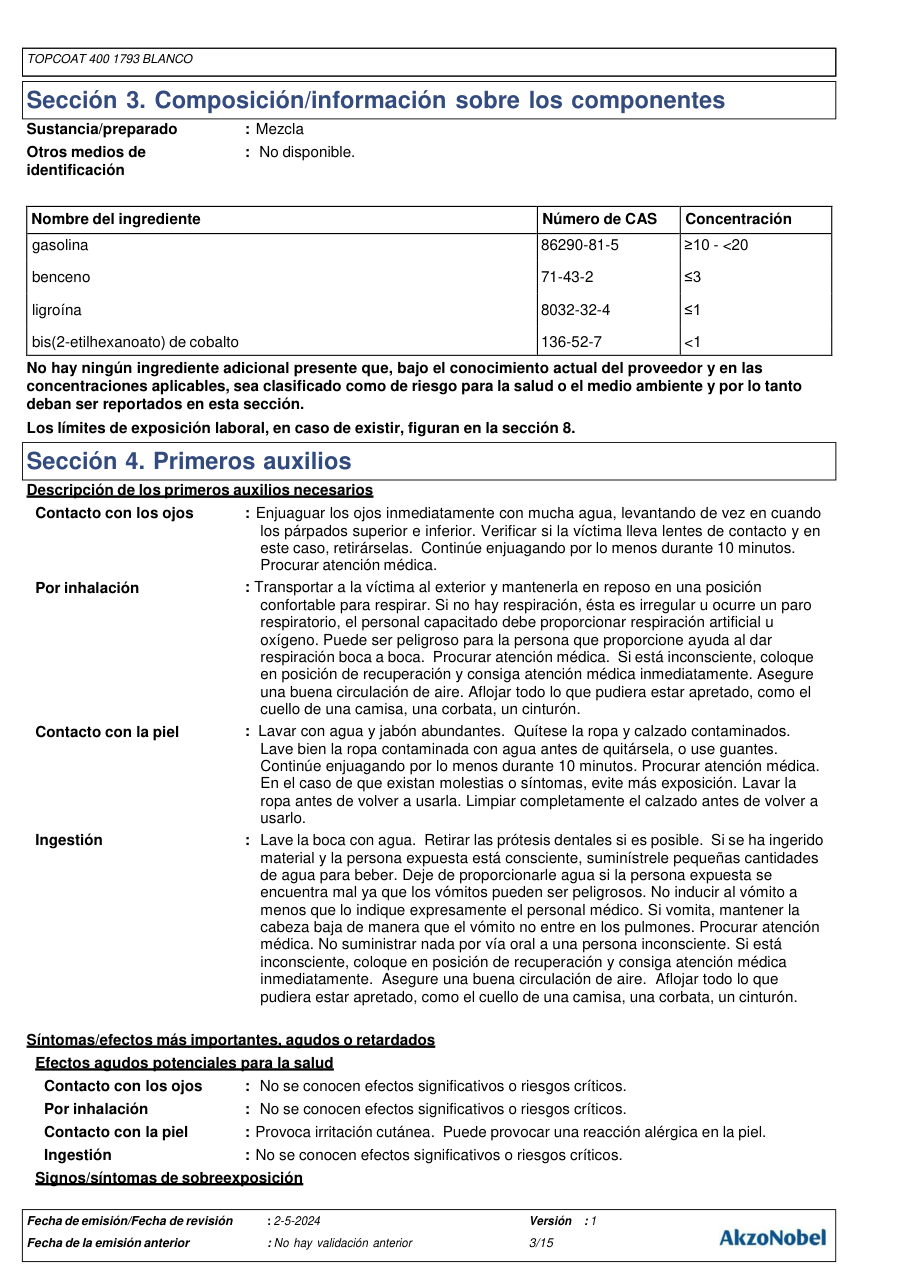 TOPCOAT 400 1793 BLANCO
Sección 3. Composición/información sobre los componentes
Sustancia/preparado : Mezcla
Otros medios de identificación : No disponible.
Nombre del ingrediente Número de CAS Concentración
gasolina 86290-81-5 ≥10 - <20
benceno 71-43-2 ≤3
ligroína 8032-32-4 ≤1
bis(2-etilhexanoato) de cobalto 136-52-7 <1
No hay ningún ingrediente adicional presente que, bajo el conocimiento actual del proveedor y en las
concentraciones aplicables, sea clasificado como de riesgo para la salud o el medio ambiente y por lo tanto
deban ser reportados en esta sección.
Los límites de exposición laboral, en caso de existir, figuran en la sección 8.
Sección 4. Primeros auxilios
Descripción de los primeros auxilios necesarios
Contacto con los ojos : Enjuaguar los ojos inmediatamente con mucha agua, levantando de vez en cuando
los párpados superior e inferior. Verificar si la víctima lleva lentes de contacto y en
este caso, retirárselas. Continúe enjuagando por lo menos durante 10 minutos.
Procurar atención médica.
Por inhalación : Transportar a la víctima al exterior y mantenerla en reposo en una posición
confortable para respirar. Si no hay respiración, ésta es irregular u ocurre un paro
respiratorio, el personal capacitado debe proporcionar respiración artificial u
oxígeno. Puede ser peligroso para la persona que proporcione ayuda al dar
respiración boca a boca. Procurar atención médica. Si está inconsciente, coloque
en posición de recuperación y consiga atención médica inmediatamente. Asegure
una buena circulación de aire. Aflojar todo lo que pudiera estar apretado, como el
cuello de una camisa, una corbata, un cinturón.
Contacto con la piel : Lavar con agua y jabón abundantes. Quítese la ropa y calzado contaminados.
Lave bien la ropa contaminada con agua antes de quitársela, o use guantes.
Continúe enjuagando por lo menos durante 10 minutos. Procurar atención médica.
En el caso de que existan molestias o síntomas, evite más exposición. Lavar la
ropa antes de volver a usarla. Limpiar completamente el calzado antes de volver a
usarlo.
Ingestión : Lave la boca con agua. Retirar las prótesis dentales si es posible. Si se ha ingerido
material y la persona expuesta está consciente, suminístrele pequeñas cantidades
de agua para beber. Deje de proporcionarle agua si la persona expuesta se
encuentra mal ya que los vómitos pueden ser peligrosos. No inducir al vómito a
menos que lo indique expresamente el personal médico. Si vomita, mantener la
cabeza baja de manera que el vómito no entre en los pulmones. Procurar atención
médica. No suministrar nada por vía oral a una persona inconsciente. Si está
inconsciente, coloque en posición de recuperación y consiga atención médica
inmediatamente. Asegure una buena circulación de aire. Aflojar todo lo que
pudiera estar apretado, como el cuello de una camisa, una corbata, un cinturón.
Síntomas/efectos más importantes, agudos o retardados
Efectos agudos potenciales para la salud
Contacto con los ojos : No se conocen efectos significativos o riesgos críticos.
Por inhalación : No se conocen efectos significativos o riesgos críticos.
Contacto con la piel : Provoca irritación cutánea. Puede provocar una reacción alérgica en la piel.
Ingestión : No se conocen efectos significativos o riesgos críticos.
Signos/síntomas de sobreexposición
Fecha de emisión/Fecha de revisión : 2-5-2024 Versión : 1
Fecha de la emisión anterior : No hay validación anterior 3/15
AkzoNobel